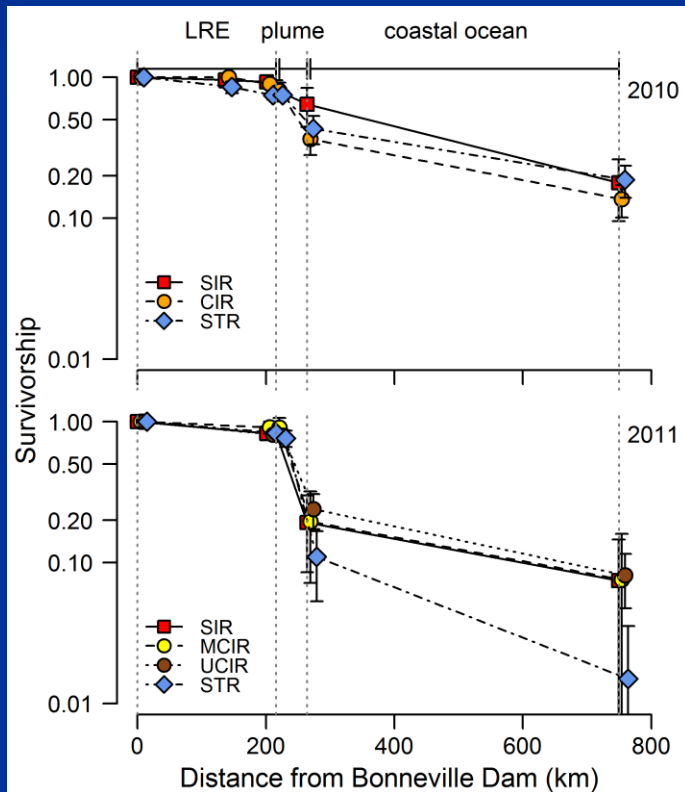 LRE plume coastal ocean
2010
1.00
0.50
0.20
0.10
0.01
SIR
CIR
STR
Survivorship
2011
1.00
0.50
0.20
0.10
0.01
SIR
MCIR
UCIR
STR
0 200 400 600 800
Distance from Bonneville Dam (km)